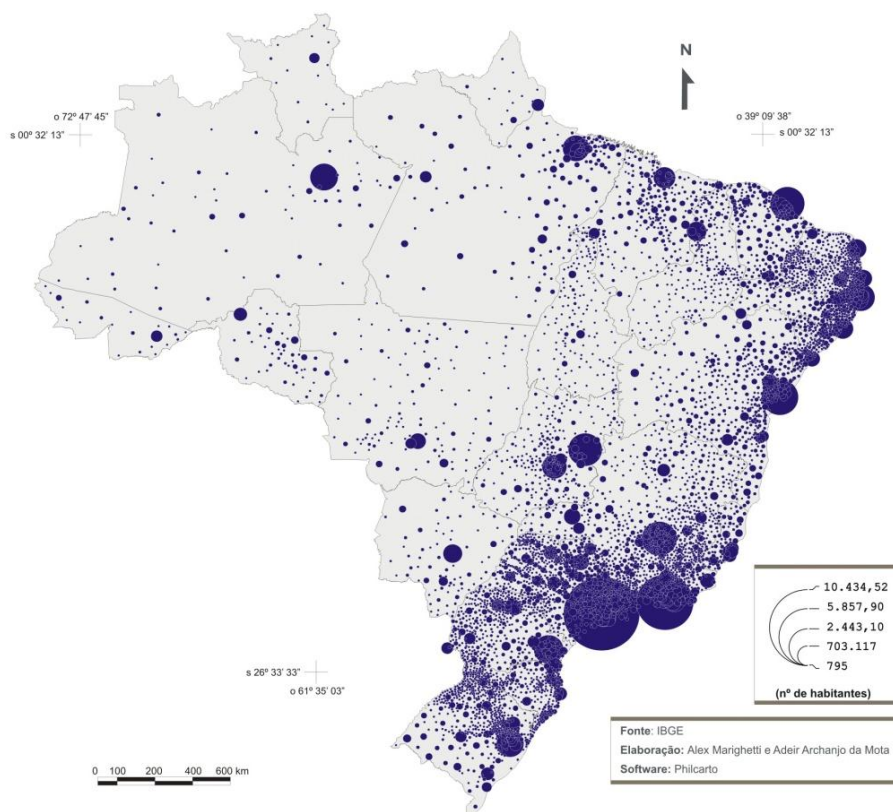 N
o 72º 47' 45"
s 00º 32' 13"
o 39º 09' 38"
s 00º 32' 13"
10.434,52
5.857,90
2.443,10
703.117
795
(nº de habitantes)
s 26º 33' 33"
o 61º 35' 03"
Fonte: IBGE
Elaboração: Alex Marighetti e Adeir Archanjo da Mota
Software: Philcarto
0 100 200 400 600 km